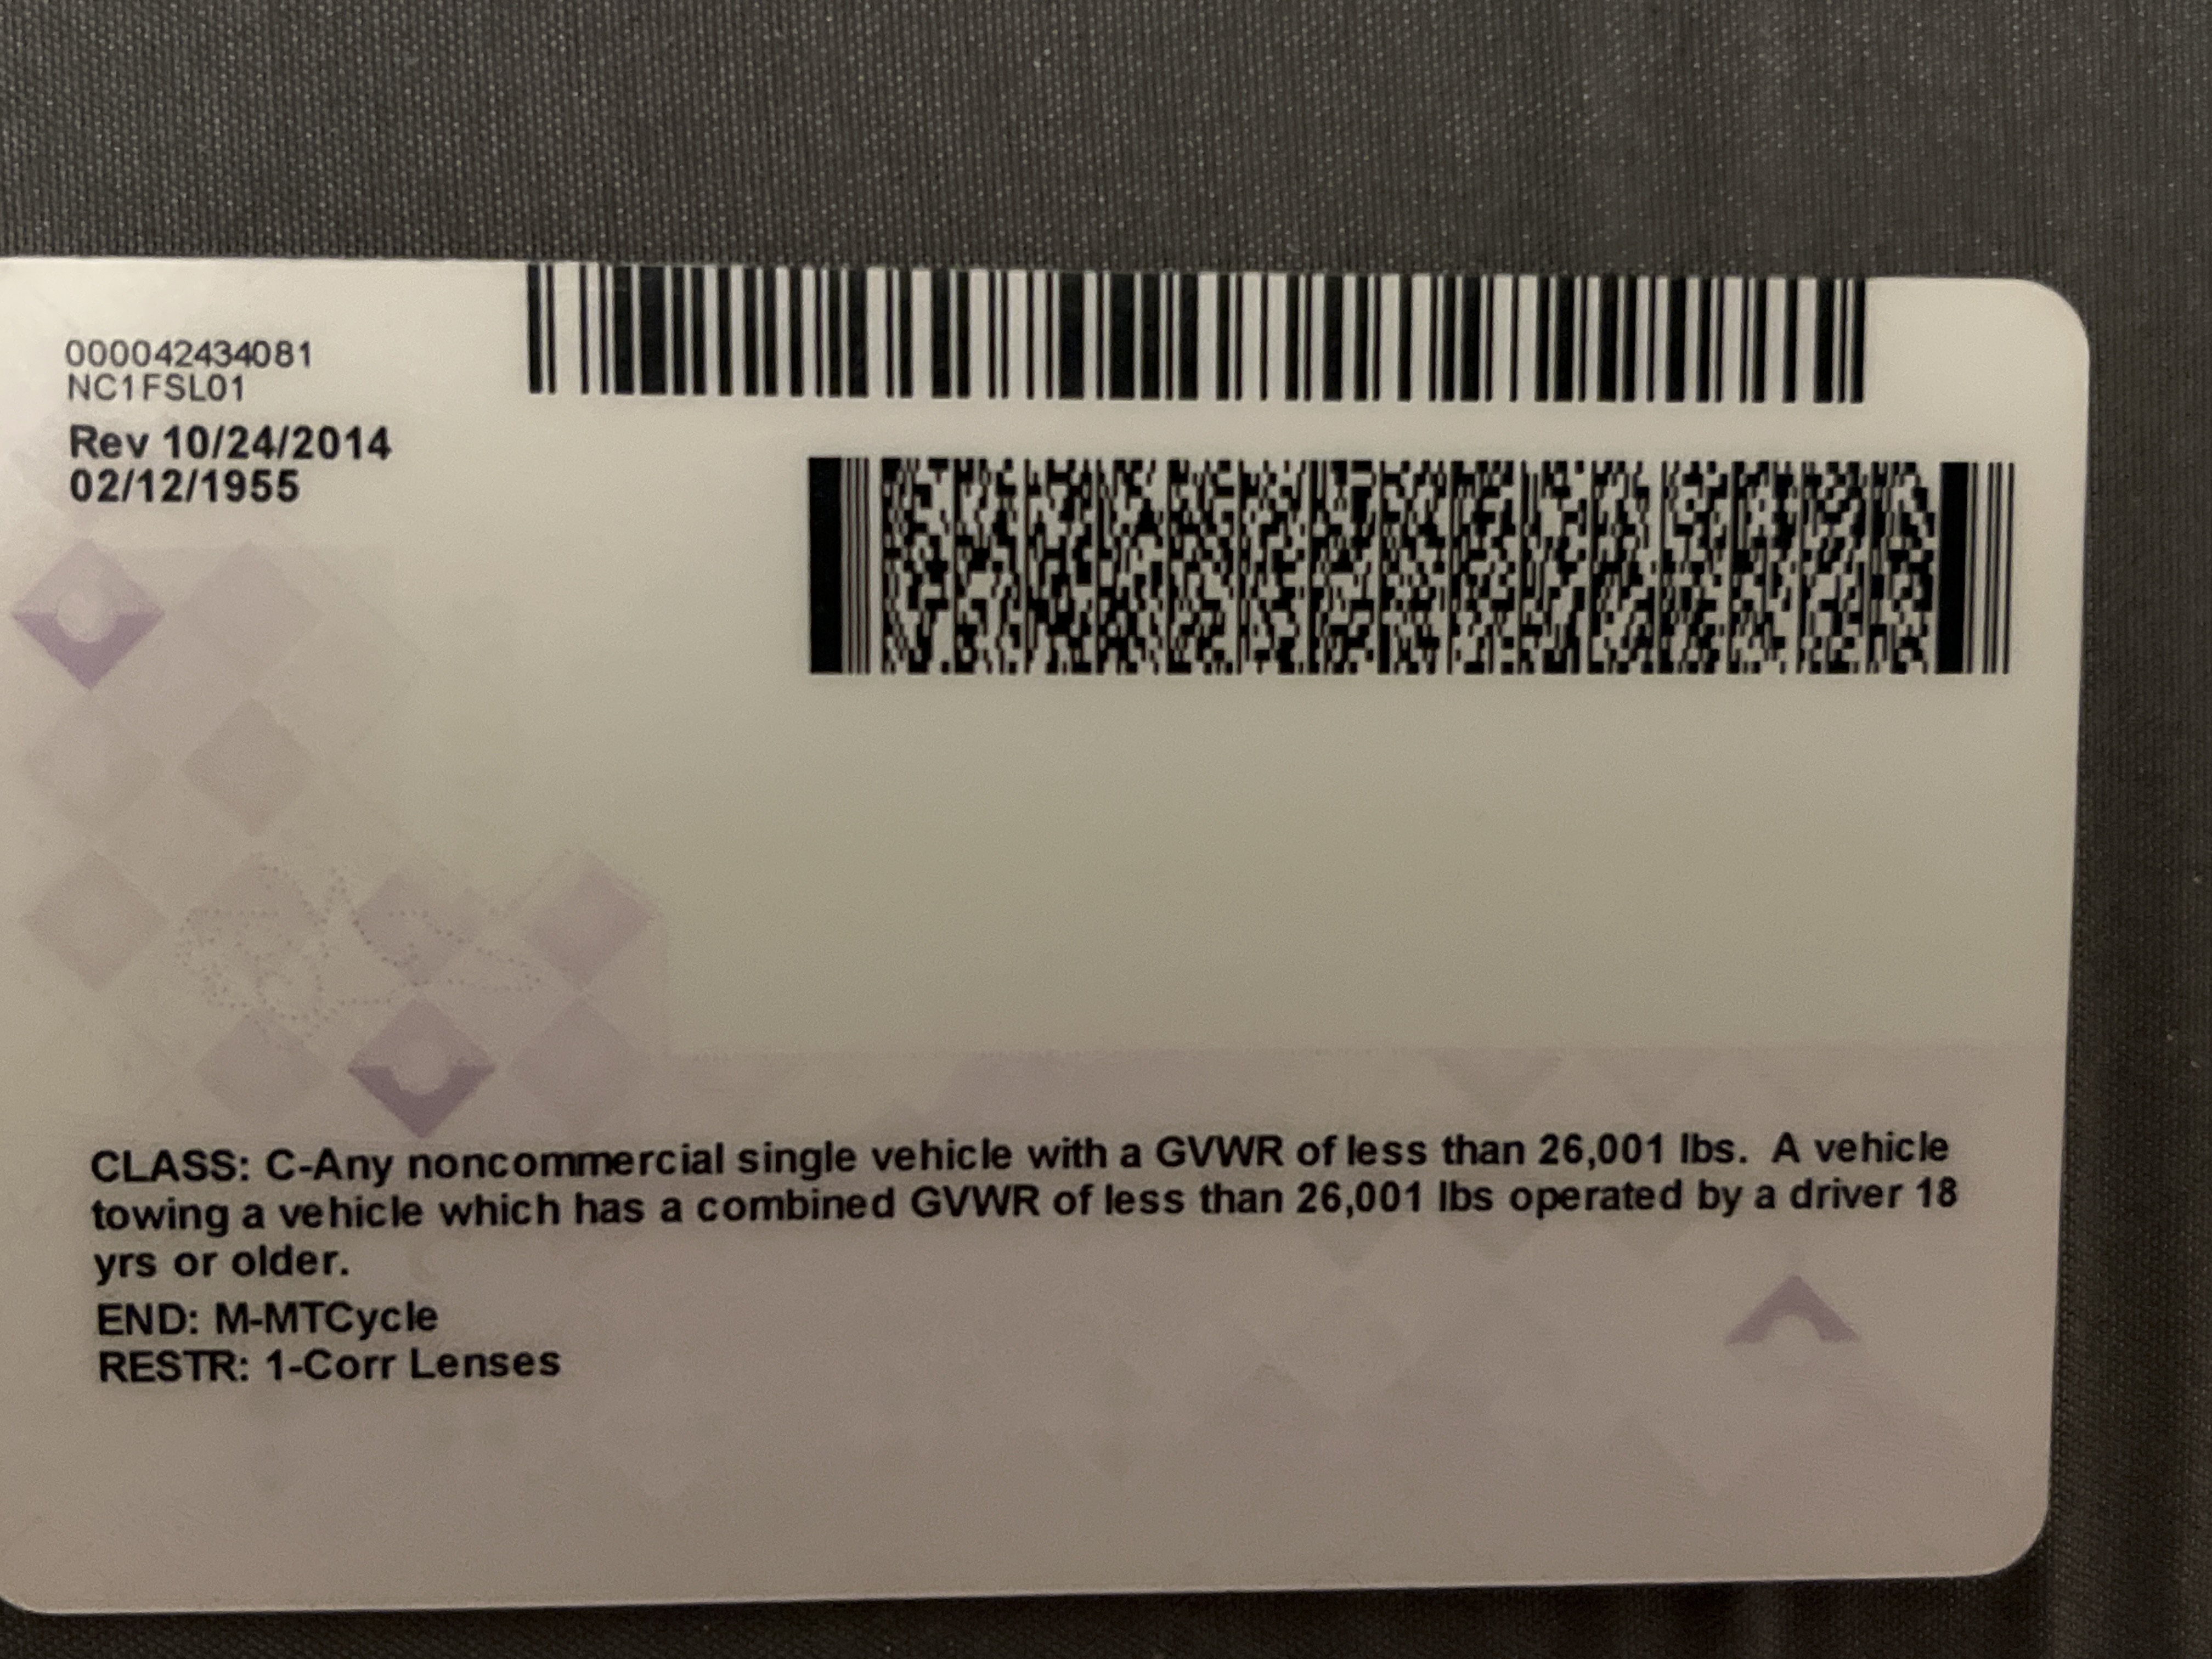 000042434081
NC1FSL01
Rev 10/24/2014
02/12/1955
CLASS: C-Any noncommercial single vehicle with a GVWR of less than 26,001 lbs.  A vehicle
towing a vehicle which has a combined GVWR of less than 26,001 lbs operated by a driver 18
yrs or older.
END: M-MTCycle
RESTR: 1-Corr Lenses